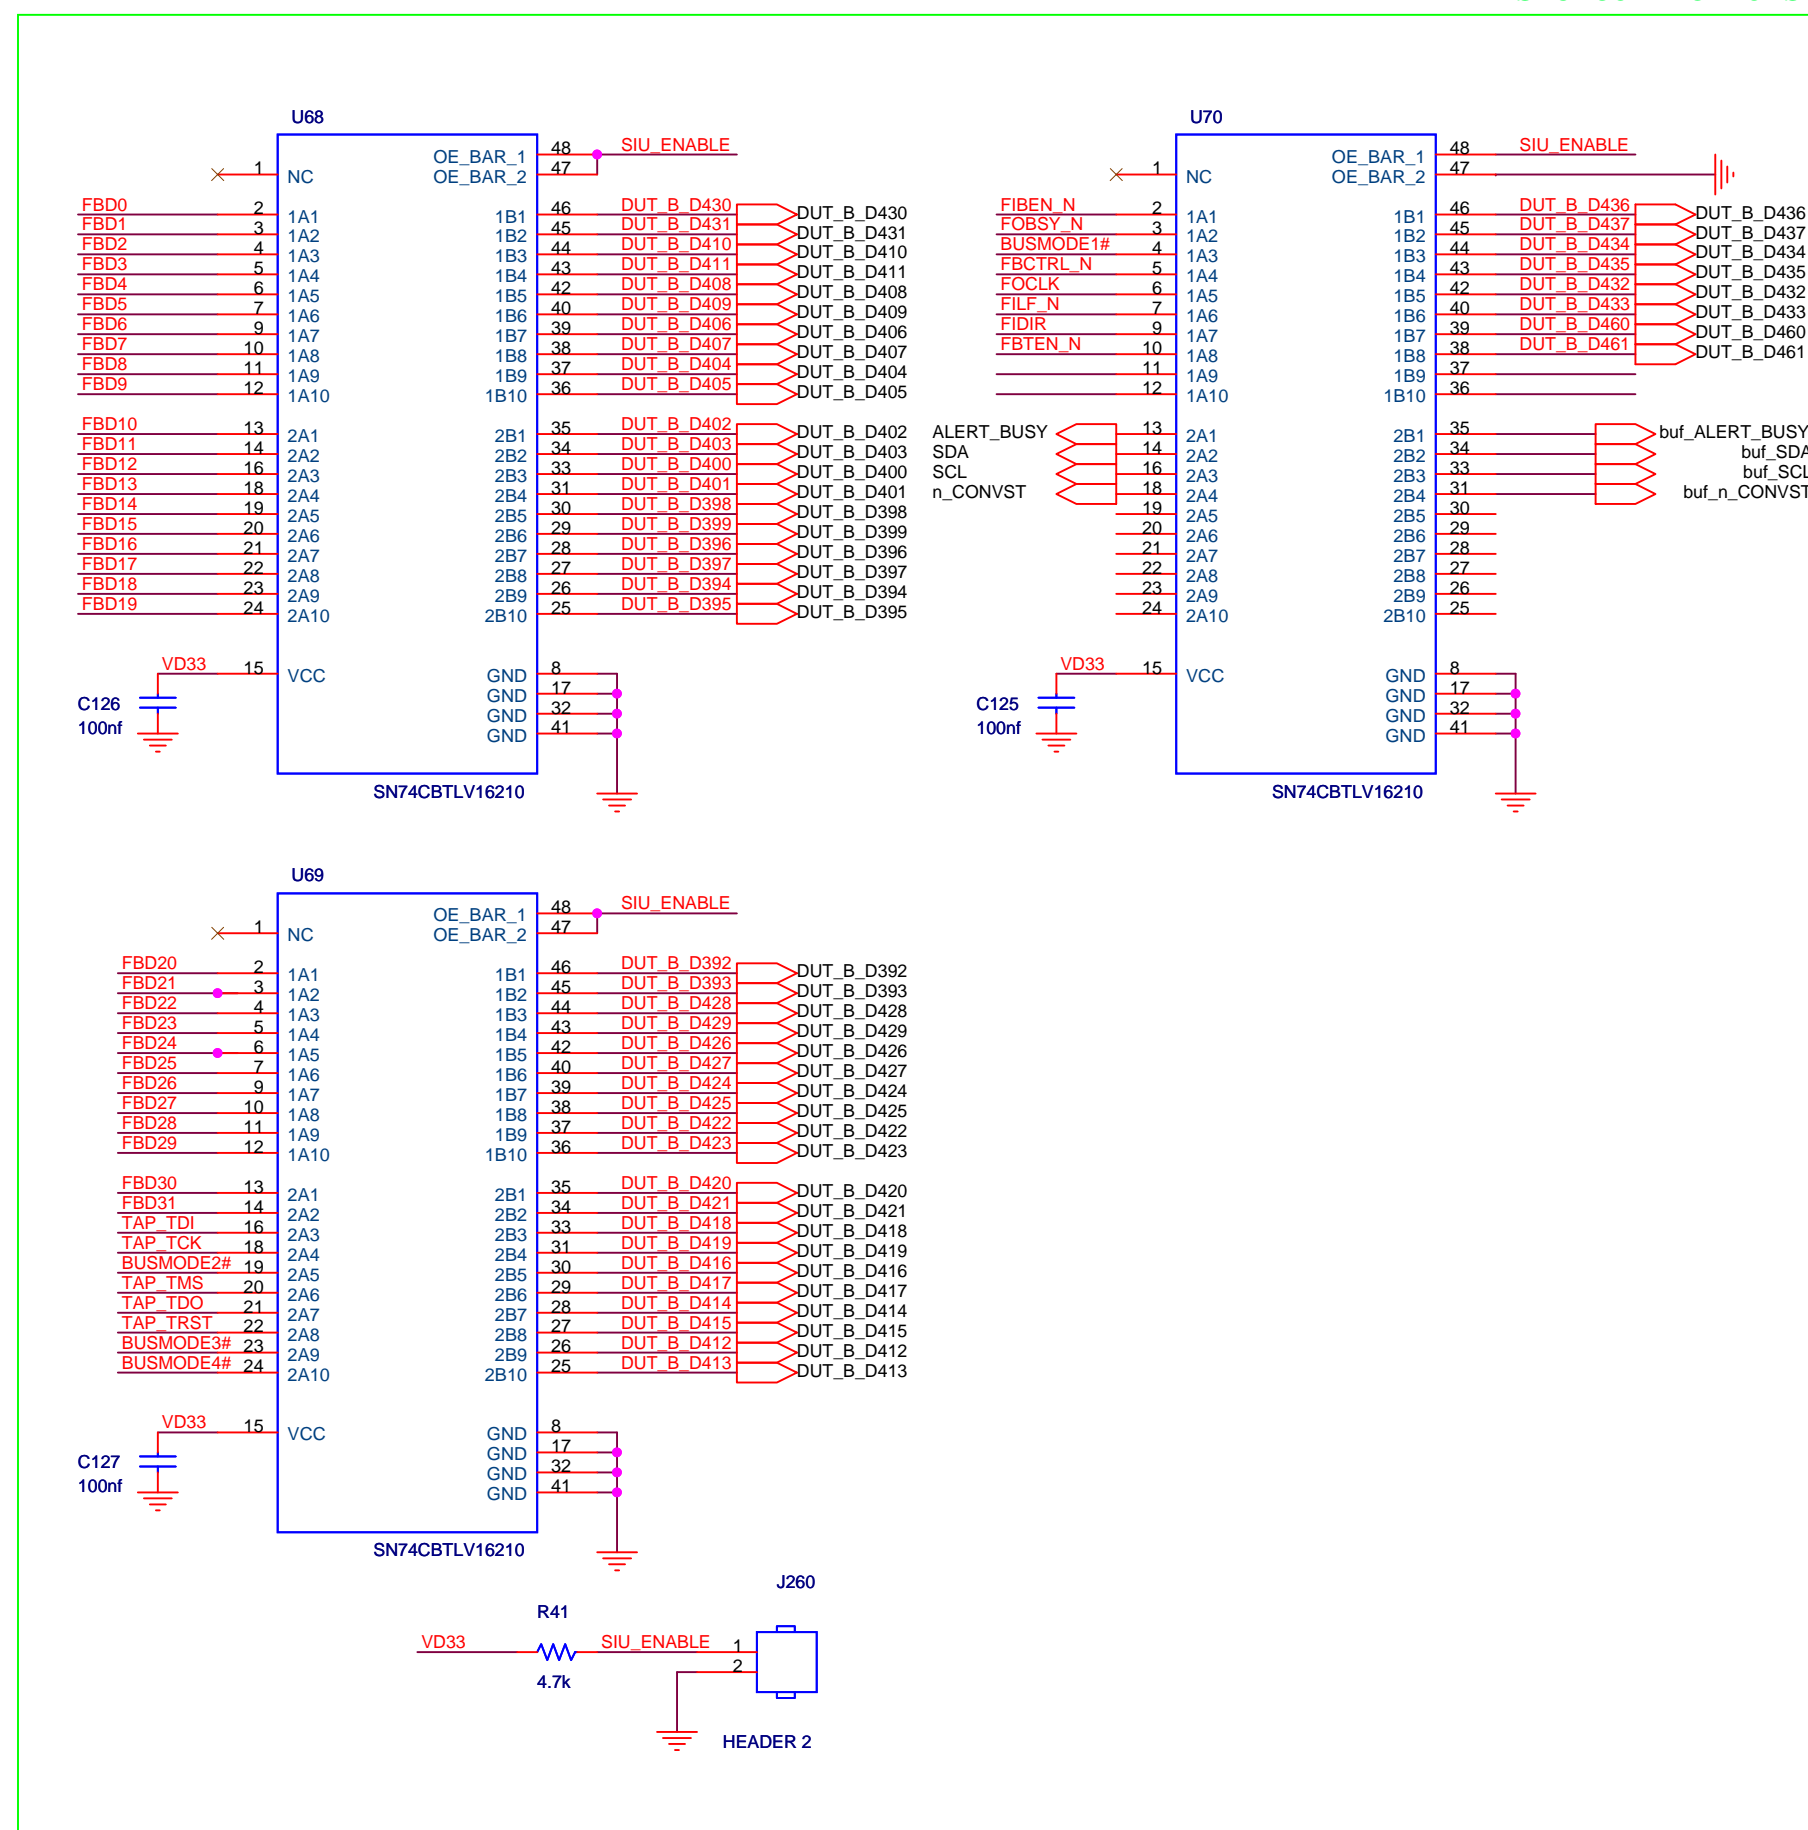 U68
OE_BAR_1 48 SIU_ENABLE
1 NC OE_BAR_2 47
FBD0 2 1A1 1B1 46 DUT_B_D430 DUT_B_D430
FBD1 3 1A2 1B2 45 DUT_B_D431 DUT_B_D431
FBD2 4 1A3 1B3 44 DUT_B_D410 DUT_B_D410
FBD3 5 1A4 1B4 43 DUT_B_D411 DUT_B_D411
FBD4 6 1A5 1B5 42 DUT_B_D408 DUT_B_D408
FBD5 7 1A6 1B6 40 DUT_B_D409 DUT_B_D409
FBD6 9 1A7 1B7 39 DUT_B_D406 DUT_B_D406
FBD7 10 1A8 1B8 38 DUT_B_D407 DUT_B_D407
FBD8 11 1A9 1B9 37 DUT_B_D404 DUT_B_D404
FBD9 12 1A10 1B10 36 DUT_B_D405 DUT_B_D405
FBD10 13 2A1 2B1 35 DUT_B_D402 DUT_B_D402
FBD11 14 2A2 2B2 34 DUT_B_D403 DUT_B_D403
FBD12 16 2A3 2B3 33 DUT_B_D400 DUT_B_D400
FBD13 18 2A4 2B4 31 DUT_B_D401 DUT_B_D401
FBD14 19 2A5 2B5 30 DUT_B_D398 DUT_B_D398
FBD15 20 2A6 2B6 29 DUT_B_D399 DUT_B_D399
FBD16 21 2A7 2B7 28 DUT_B_D396 DUT_B_D396
FBD17 22 2A8 2B8 27 DUT_B_D397 DUT_B_D397
FBD18 23 2A9 2B9 26 DUT_B_D394 DUT_B_D394
FBD19 24 2A10 2B10 25 DUT_B_D395 DUT_B_D395
VD33 15 VCC GND 8
GND 17
C126 GND 32
100nf GND 41
SN74CBTLV16210
U70
OE_BAR_1 48 SIU_ENABLE
1 NC OE_BAR_2 47
FIBEN_N 2 1A1 1B1 46 DUT_B_D436 DUT_B_D436
FOBSY_N 3 1A2 1B2 45 DUT_B_D437 DUT_B_D437
BUSMODE1# 4 1A3 1B3 44 DUT_B_D434 DUT_B_D434
FBCTRL_N 5 1A4 1B4 43 DUT_B_D435 DUT_B_D435
FOCLK 6 1A5 1B5 42 DUT_B_D432 DUT_B_D432
FILF_N 7 1A6 1B6 40 DUT_B_D433 DUT_B_D433
FIDIR 9 1A7 1B7 39 DUT_B_D460 DUT_B_D460
FBTEN_N 10 1A8 1B8 38 DUT_B_D461 DUT_B_D461
11 1A9 1B9 37
12 1A10 1B10 36
ALERT_BUSY 13 2A1 2B1 35 buf_ALERT_BUSY
SDA 14 2A2 2B2 34 buf_SDA
SCL 16 2A3 2B3 33 buf_SCL
n_CONVST 18 2A4 2B4 31 buf_n_CONVST
19 2A5 2B5 30
20 2A6 2B6 29
21 2A7 2B7 28
22 2A8 2B8 27
23 2A9 2B9 26
24 2A10 2B10 25
VD33 15 VCC GND 8
GND 17
C125 GND 32
100nf GND 41
SN74CBTLV16210
U69
OE_BAR_1 48 SIU_ENABLE
1 NC OE_BAR_2 47
FBD20 2 1A1 1B1 46 DUT_B_D392 DUT_B_D392
FBD21 3 1A2 1B2 45 DUT_B_D393 DUT_B_D393
FBD22 4 1A3 1B3 44 DUT_B_D428 DUT_B_D428
FBD23 5 1A4 1B4 43 DUT_B_D429 DUT_B_D429
FBD24 6 1A5 1B5 42 DUT_B_D426 DUT_B_D426
FBD25 7 1A6 1B6 40 DUT_B_D427 DUT_B_D427
FBD26 9 1A7 1B7 39 DUT_B_D424 DUT_B_D424
FBD27 10 1A8 1B8 38 DUT_B_D425 DUT_B_D425
FBD28 11 1A9 1B9 37 DUT_B_D422 DUT_B_D422
FBD29 12 1A10 1B10 36 DUT_B_D423 DUT_B_D423
FBD30 13 2A1 2B1 35 DUT_B_D420 DUT_B_D420
FBD31 14 2A2 2B2 34 DUT_B_D421 DUT_B_D421
TAP_TDI 16 2A3 2B3 33 DUT_B_D418 DUT_B_D418
TAP_TCK 18 2A4 2B4 31 DUT_B_D419 DUT_B_D419
BUSMODE2# 19 2A5 2B5 30 DUT_B_D416 DUT_B_D416
TAP_TMS 20 2A6 2B6 29 DUT_B_D417 DUT_B_D417
TAP_TDO 21 2A7 2B7 28 DUT_B_D414 DUT_B_D414
TAP_TRST 22 2A8 2B8 27 DUT_B_D415 DUT_B_D415
BUSMODE3# 23 2A9 2B9 26 DUT_B_D412 DUT_B_D412
BUSMODE4# 24 2A10 2B10 25 DUT_B_D413 DUT_B_D413
VD33 15 VCC GND 8
GND 17
C127 GND 32
100nf GND 41
SN74CBTLV16210
J260
R41
VD33 SIU_ENABLE 1
2
4.7k
HEADER 2